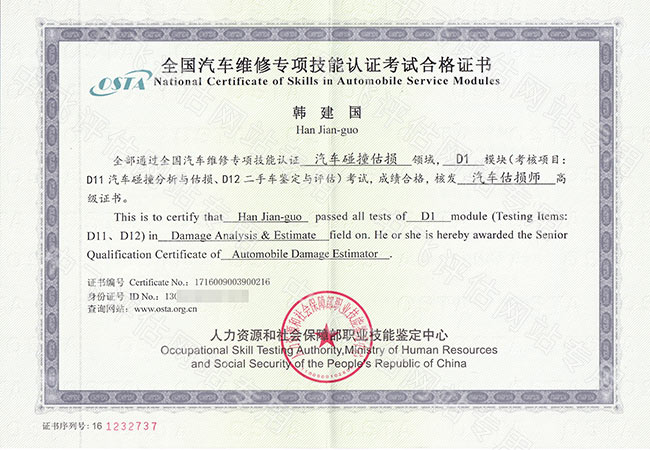 OSTA
全国汽车维修专项技能认证考试合格证书
National Certificate of Skills in Automobile Service Modules
韩建国
Han Jian-guo
全部通过全国汽车维修专项技能认证 汽车碰撞估损 领域, D1 模块(考核项目:
D11 汽车碰撞分析与估损、D12 二手车鉴定与评估)考试,成绩合格,核发 汽车估损师 高
级证书。
This is to certify that Han Jian-guo passed all tests of D1 module (Testing Items:
D11、D12) in Damage Analysis & Estimate field on. He or she is hereby awarded the Senior
Qualification Certificate of Automobile Damage Estimator .
证书编号 Certificate No.: 1716009003900216
身份证号 ID No.: 130
查询网站: www.osta.org.cn
人力资源和社会保障部职业技能鉴定中心
Occupational Skill Testing Authority,Ministry of Human Resources
and Social Security of the People's Republic of China
证书序列号: 16 1232737